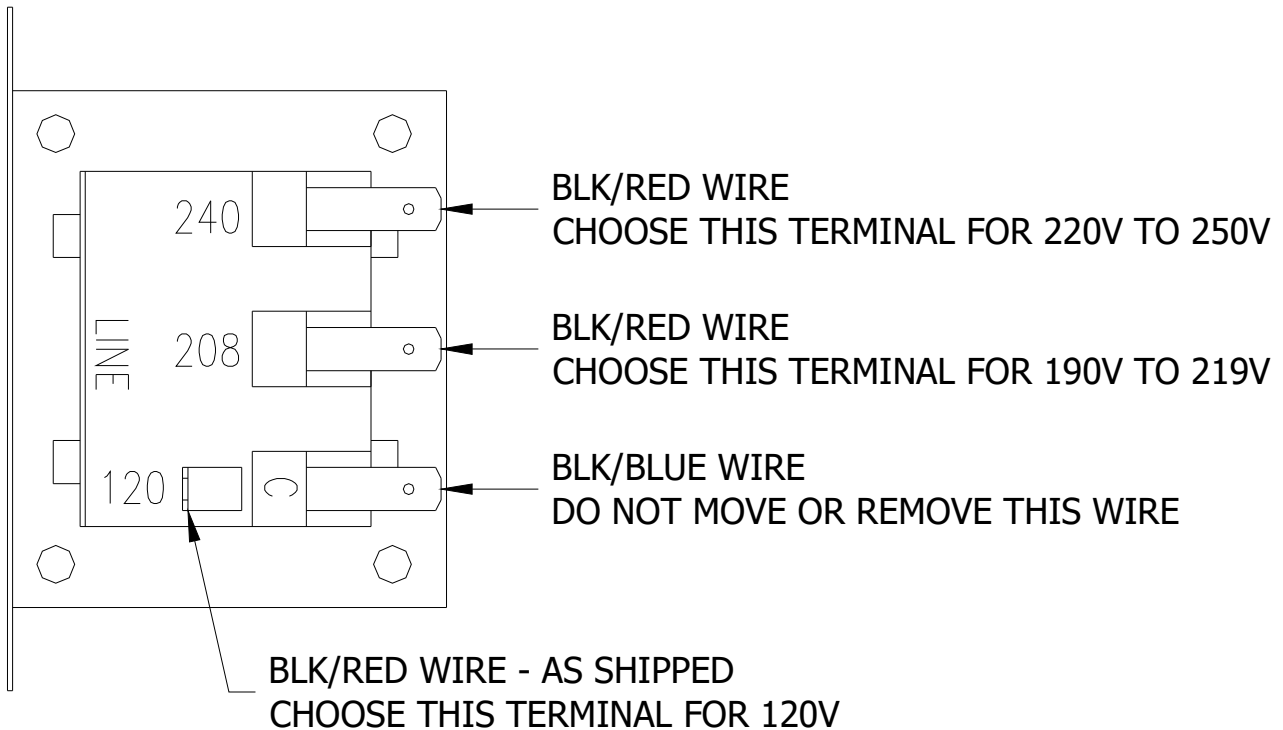 240
BLK/RED WIRE
CHOOSE THIS TERMINAL FOR 220V TO 250V
LINE
208
BLK/RED WIRE
CHOOSE THIS TERMINAL FOR 190V TO 219V
120
C
BLK/BLUE WIRE
DO NOT MOVE OR REMOVE THIS WIRE
BLK/RED WIRE - AS SHIPPED
CHOOSE THIS TERMINAL FOR 120V